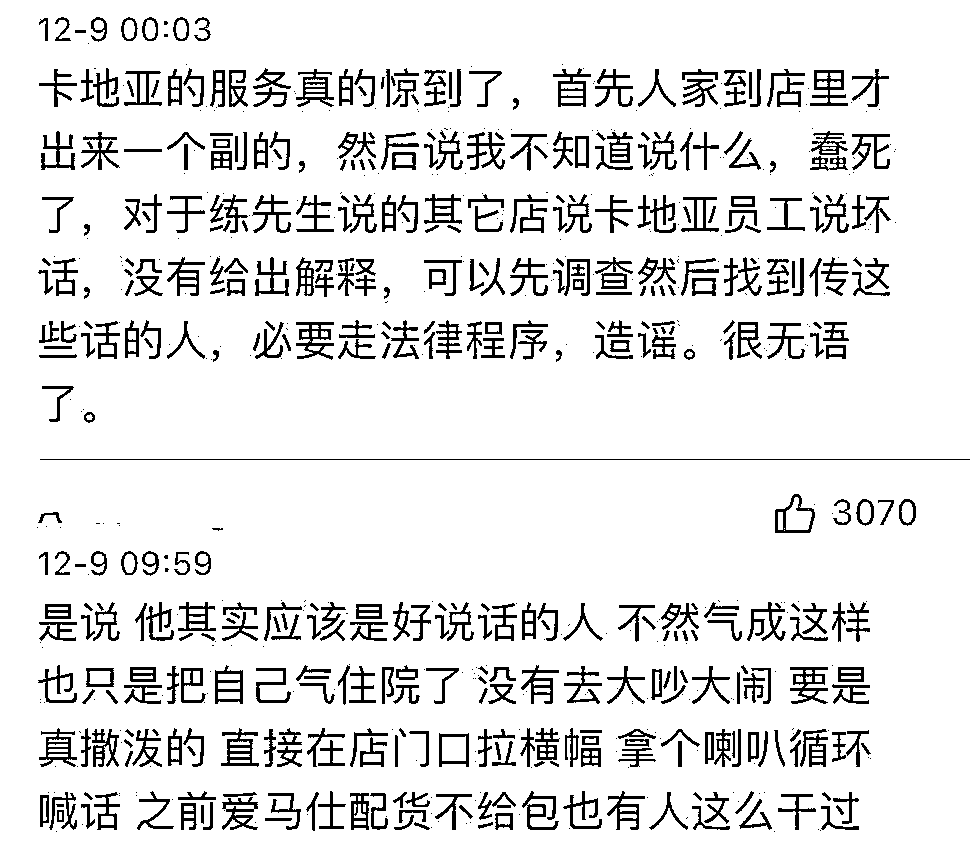 12-9 00:03
卡地亚的服务真的惊到了，首先人家到店里才
出来一个副的，然后说我不知道说什么，蠢死
了，对于练先生说的其它店说卡地亚员工说坏
话，没有给出解释，可以先调查然后找到传这
些话的人，必要走法律程序，造谣。很无语
了。
3070
12-9 09:59
是说 他其实应该是好说话的人 不然气成这样
也只是把自己气住院了 没有去大吵大闹 要是
真撒泼的 直接在店门口拉横幅 拿个喇叭循环
喊话 之前爱马仕配货不给包也有人这么干过